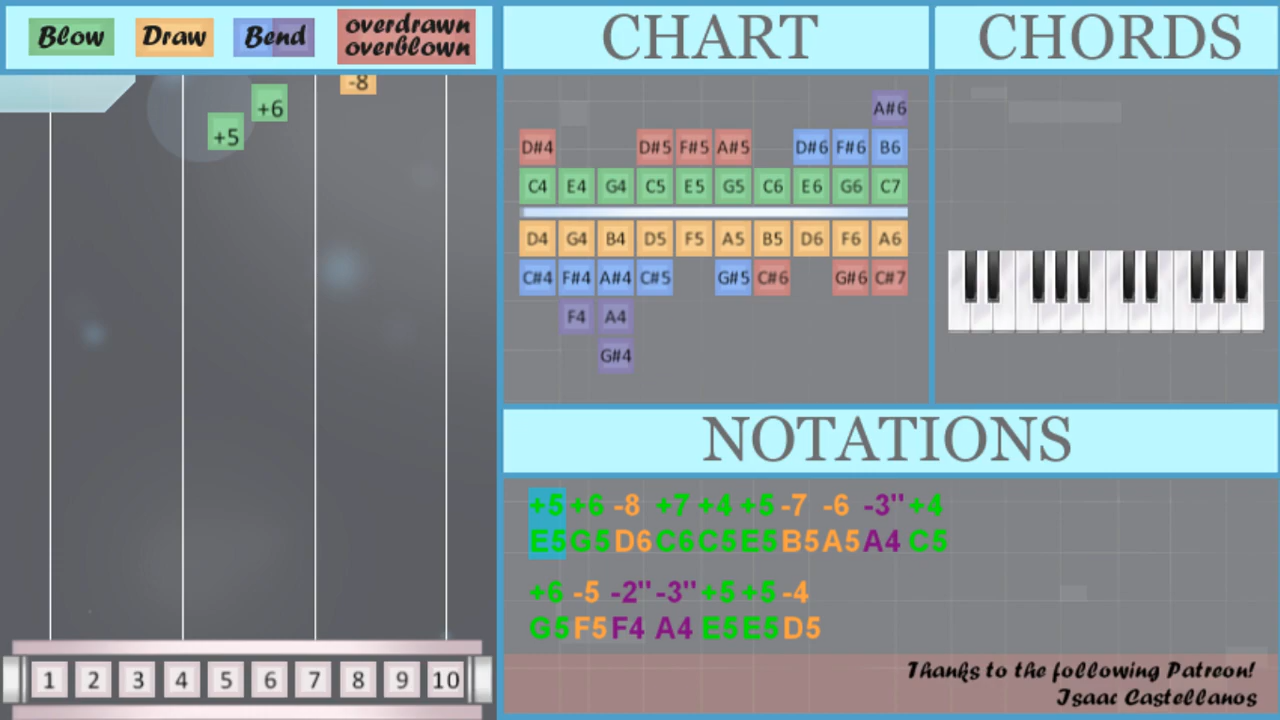 Blow Draw Bend overdrawn
overblown
CHART
CHORDS
-8
+6
+5
A#6
D#4 D#5 F#5 A#5 D#6 F#6 B6
C4 E4 G4 C5 E5 G5 C6 E6 G6 C7
D4 G4 B4 D5 F5 A5 B5 D6 F6 A6
C#4 F#4 A#4 C#5 G#5 C#6 G#6 C#7
F4 A4
G#4
NOTATIONS
+5 +6 -8 +7 +4 +5 -7 -6 -3" +4
E5 G5 D6 C6 C5 E5 B5 A5 A4 C5
+6 -5 -2" -3" +5 +5 -4
G5 F5 F4 A4 E5 E5 D5
1 2 3 4 5 6 7 8 9 10
Thanks to the following Patreon!
Isaac Castellanos